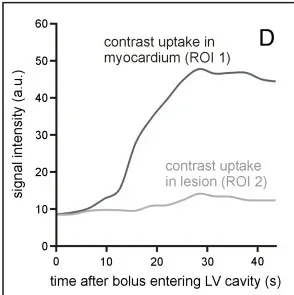 D
contrast uptake in
myocardium (ROI 1)
contrast uptake
in lesion (ROI 2)
signal intensity (a.u.)
60
50
40
30
20
10
0
0 10 20 30 40
time after bolus entering LV cavity (s)